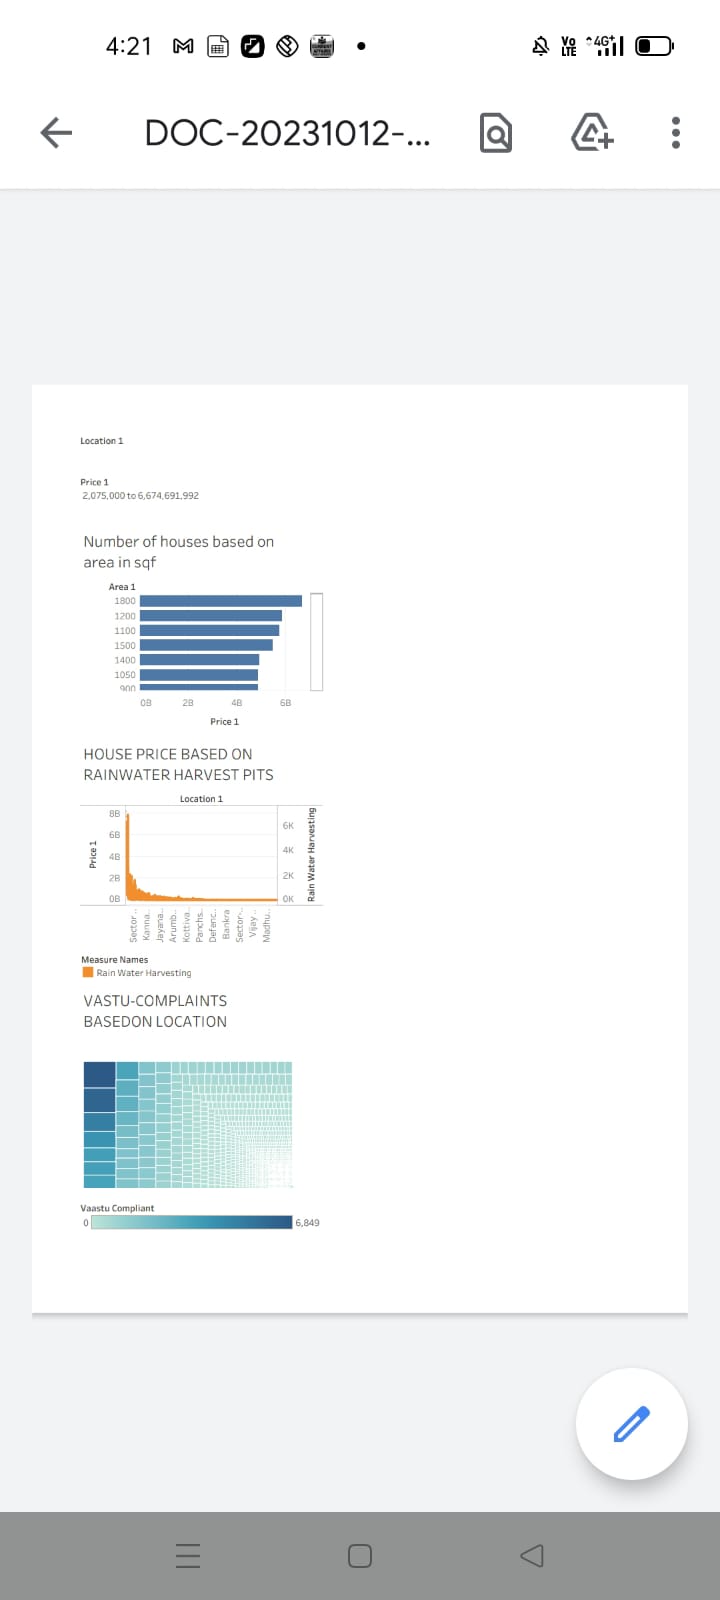 4:21
Vo LTE 4G+
DOC-20231012-...
Location 1
Price 1
2,075,000 to 6,674,691,992
Number of houses based on
area in sqf
Area 1
1800
1200
1100
1500
1400
1050
900
0B 2B 4B 6B
Price 1
HOUSE PRICE BASED ON
RAINWATER HARVEST PITS
Location 1
8B
6B
4B
2B
0B
Price 1
6K
4K
2K
0K
Rain Water Harvesting
Sector ..
Kanna..
Jayana..
Arumb..
Kottiva..
Panchs..
Defenc..
Bankra
Sector-..
Vijay ..
Madhu..
Measure Names
Rain Water Harvesting
VASTU-COMPLAINTS
BASEDON LOCATION
Vaastu Compliant
0 6,849